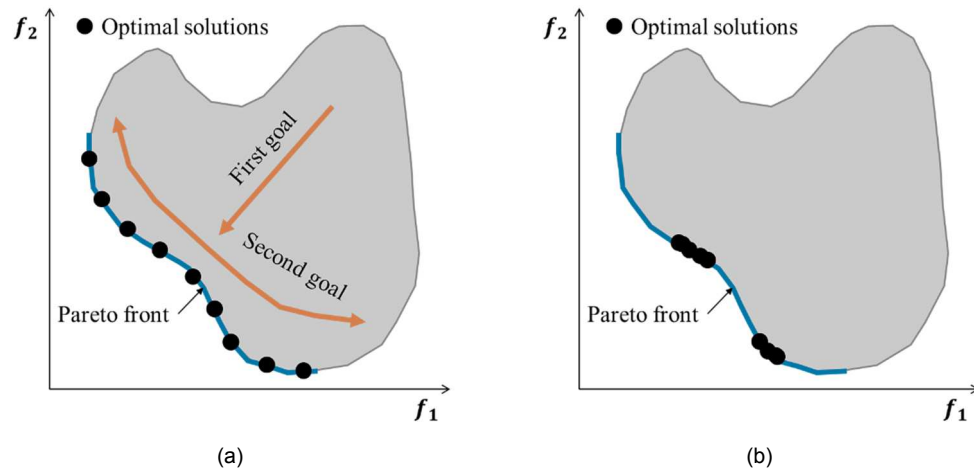 f2
Optimal solutions
First goal
Second goal
Pareto front
f1
(a)
f2
Optimal solutions
Pareto front
f1
(b)